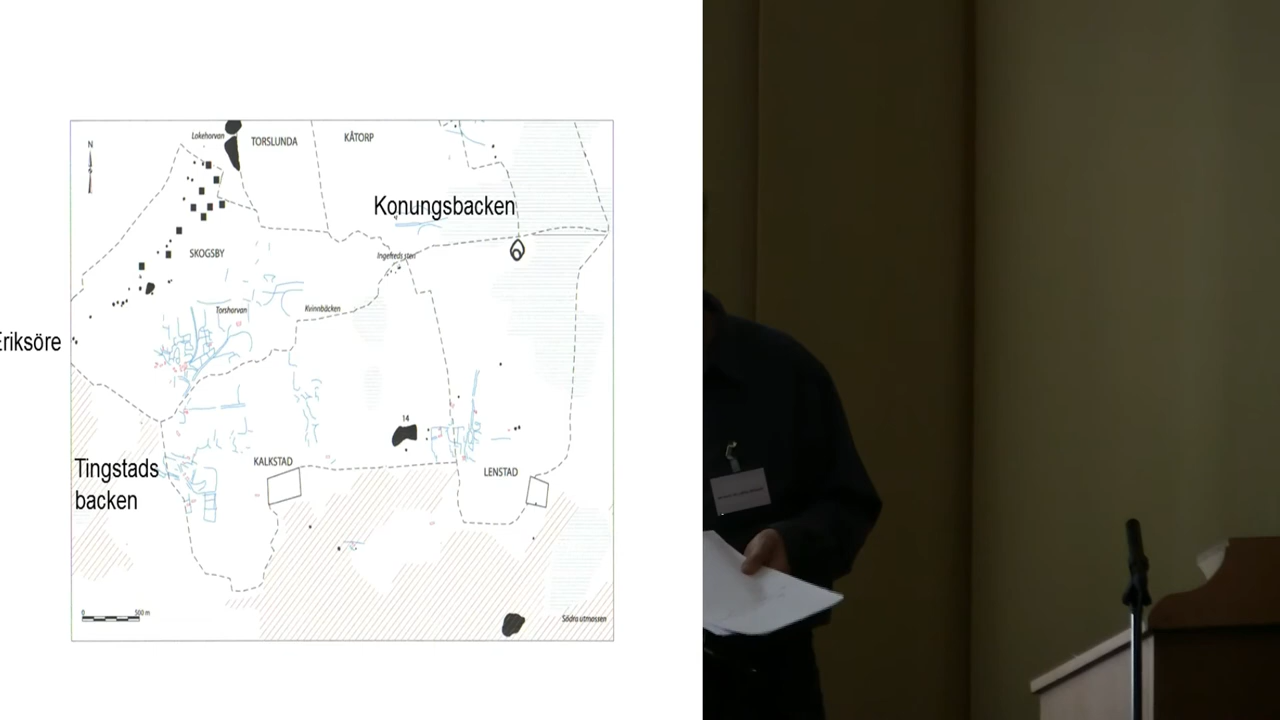 Lokehorvan
TORSLUNDA
KÅTORP
N
Konungsbacken
SKOGSBY
Ingefreds sten
Torshorvan
Kvinnbäcken
Eriksöre
14
Tingstads
backen
KALKSTAD
LENSTAD
0 500 m
Södra utmossen